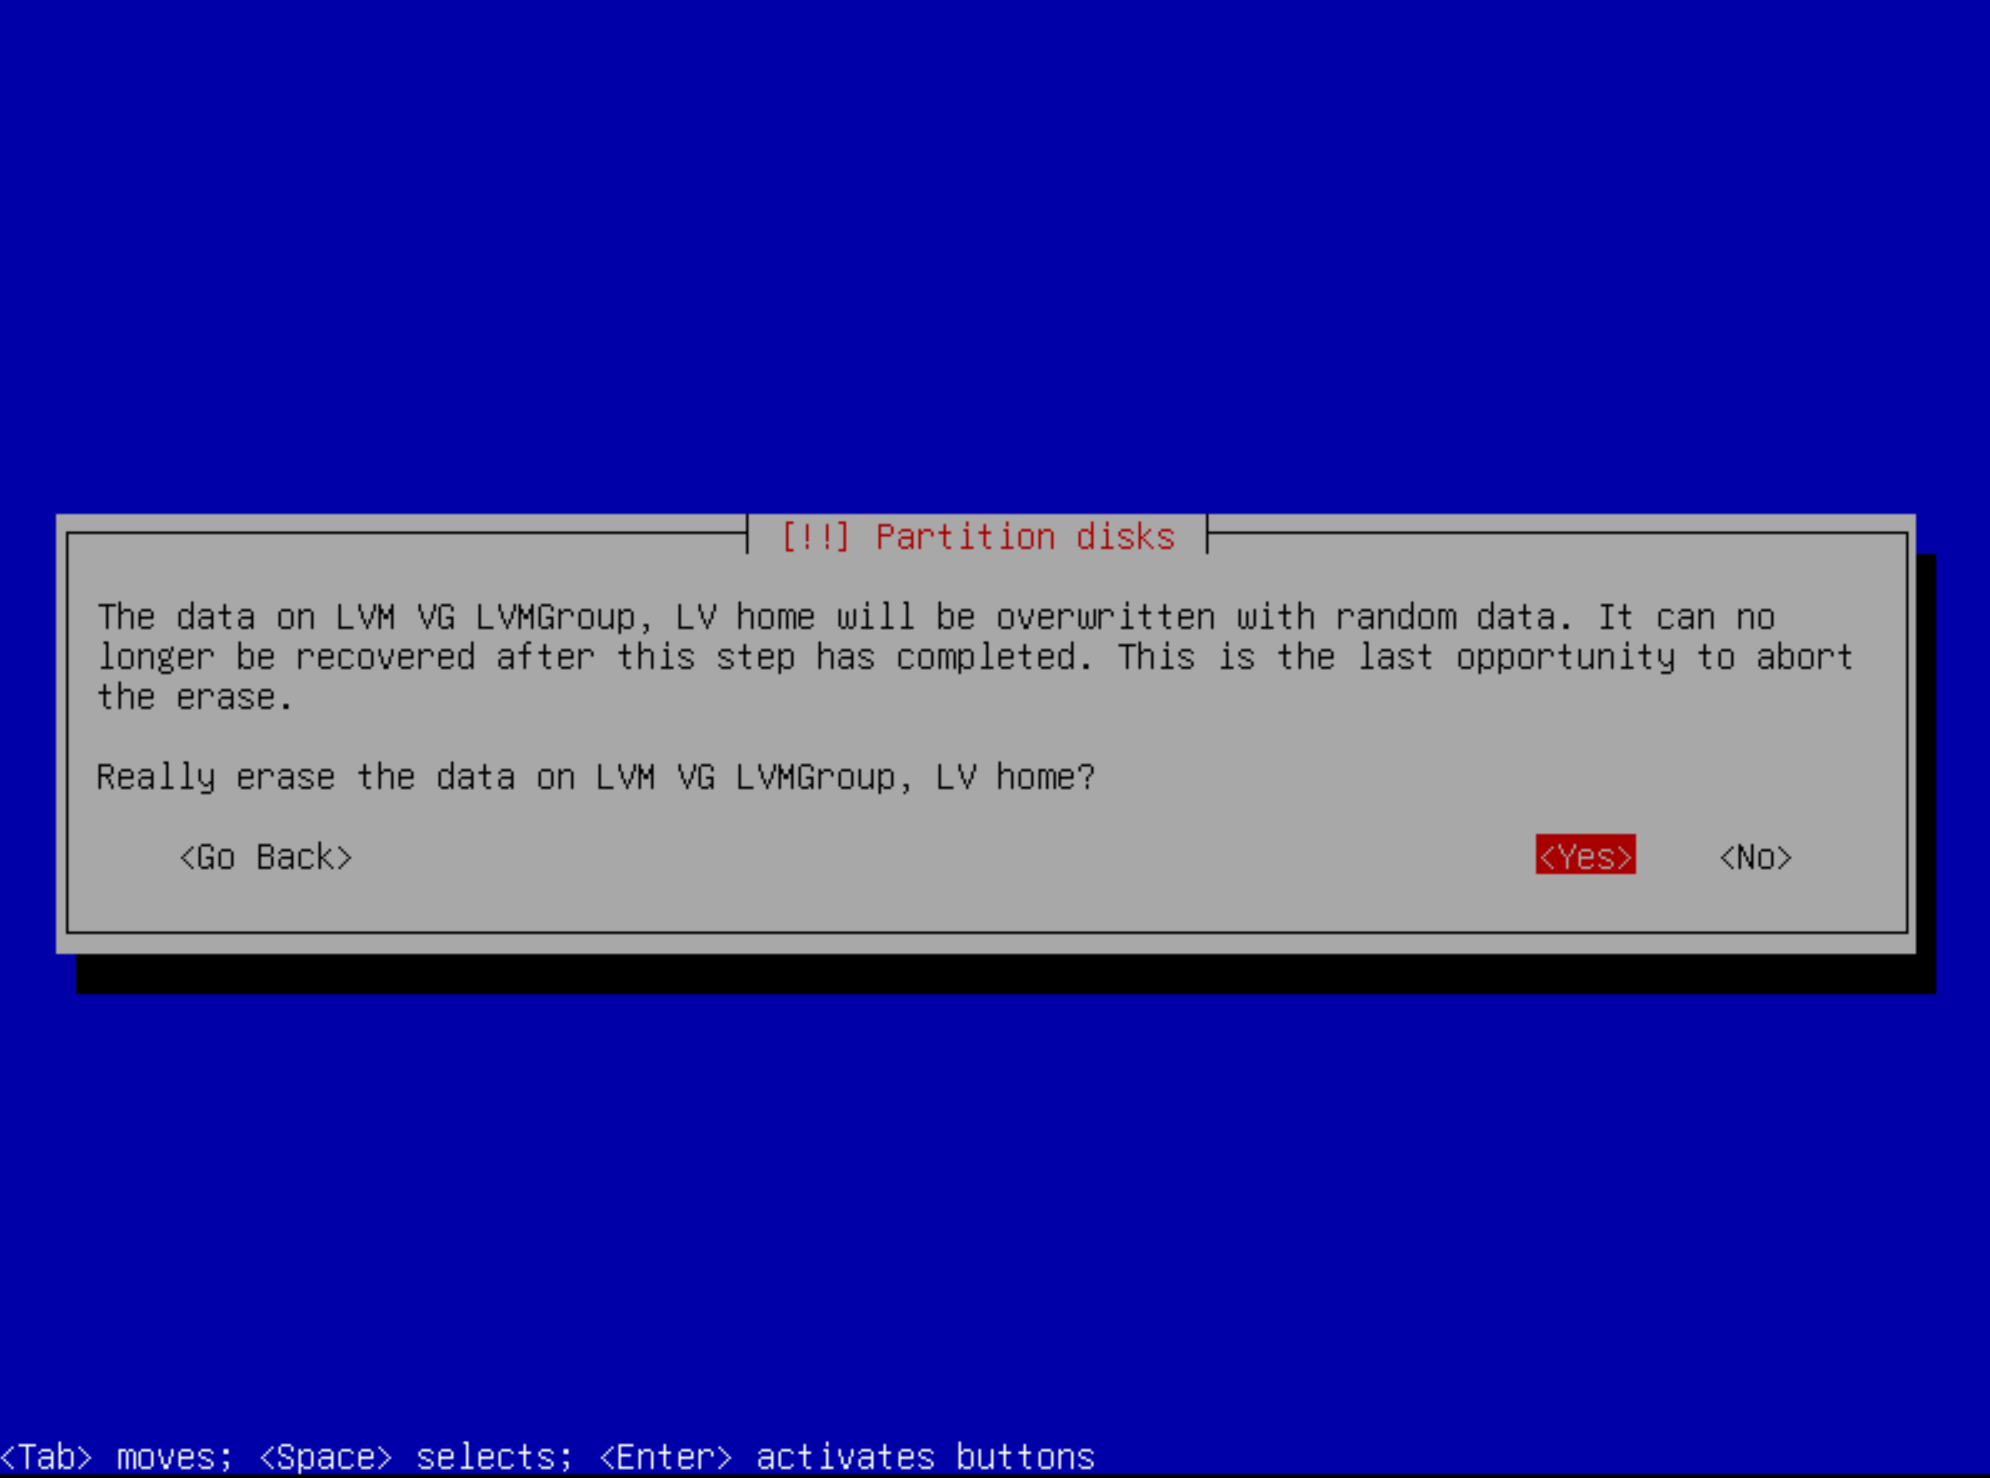 [!!] Partition disks
The data on LVM VG LVMGroup, LV home will be overwritten with random data. It can no
longer be recovered after this step has completed. This is the last opportunity to abort
the erase.
Really erase the data on LVM VG LVMGroup, LV home?
<Go Back> <Yes> <No>
<Tab> moves; <Space> selects; <Enter> activates buttons